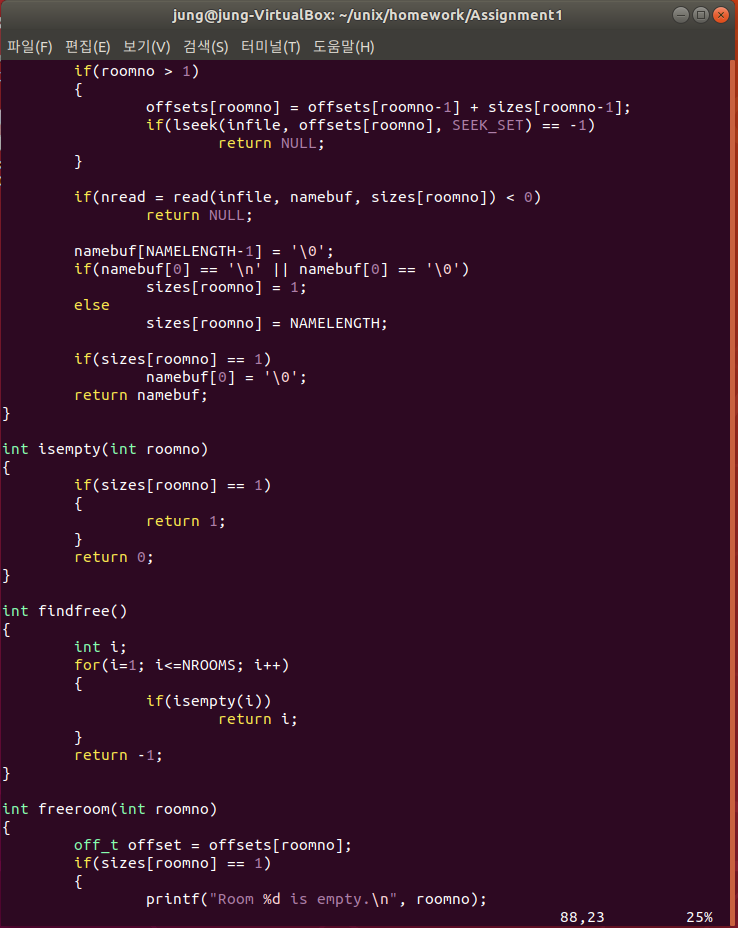 jung@jung-VirtualBox: ~/unix/homework/Assignment1
파일(F) 편집(E) 보기(V) 검색(S) 터미널(T) 도움말(H)
if(roomno > 1)
{
offsets[roomno] = offsets[roomno-1] + sizes[roomno-1];
if(lseek(infile, offsets[roomno], SEEK_SET) == -1)
return NULL;
}
if(nread = read(infile, namebuf, sizes[roomno]) < 0)
return NULL;
namebuf[NAMELENGTH-1] = '\0';
if(namebuf[0] == '\n' || namebuf[0] == '\0')
sizes[roomno] = 1;
else
sizes[roomno] = NAMELENGTH;
if(sizes[roomno] == 1)
namebuf[0] = '\0';
return namebuf;
}
int isempty(int roomno)
{
if(sizes[roomno] == 1)
{
return 1;
}
return 0;
}
int findfree()
{
int i;
for(i=1; i<=NROOMS; i++)
{
if(isempty(i))
return i;
}
return -1;
}
int freeroom(int roomno)
{
off_t offset = offsets[roomno];
if(sizes[roomno] == 1)
{
printf("Room %d is empty.\n", roomno);
88,23 25%